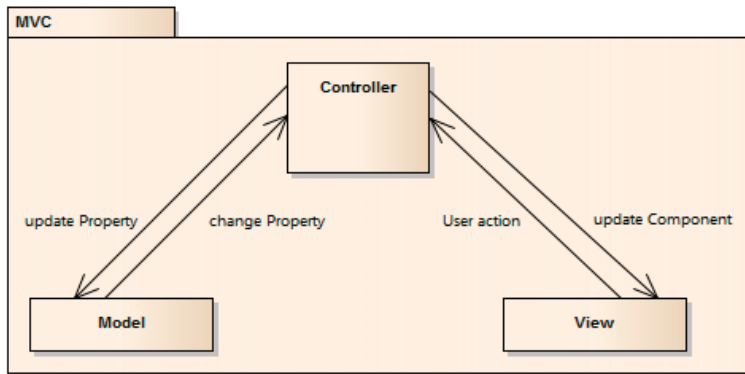 MVC
Controller
update Property
change Property
User action
update Component
Model
View